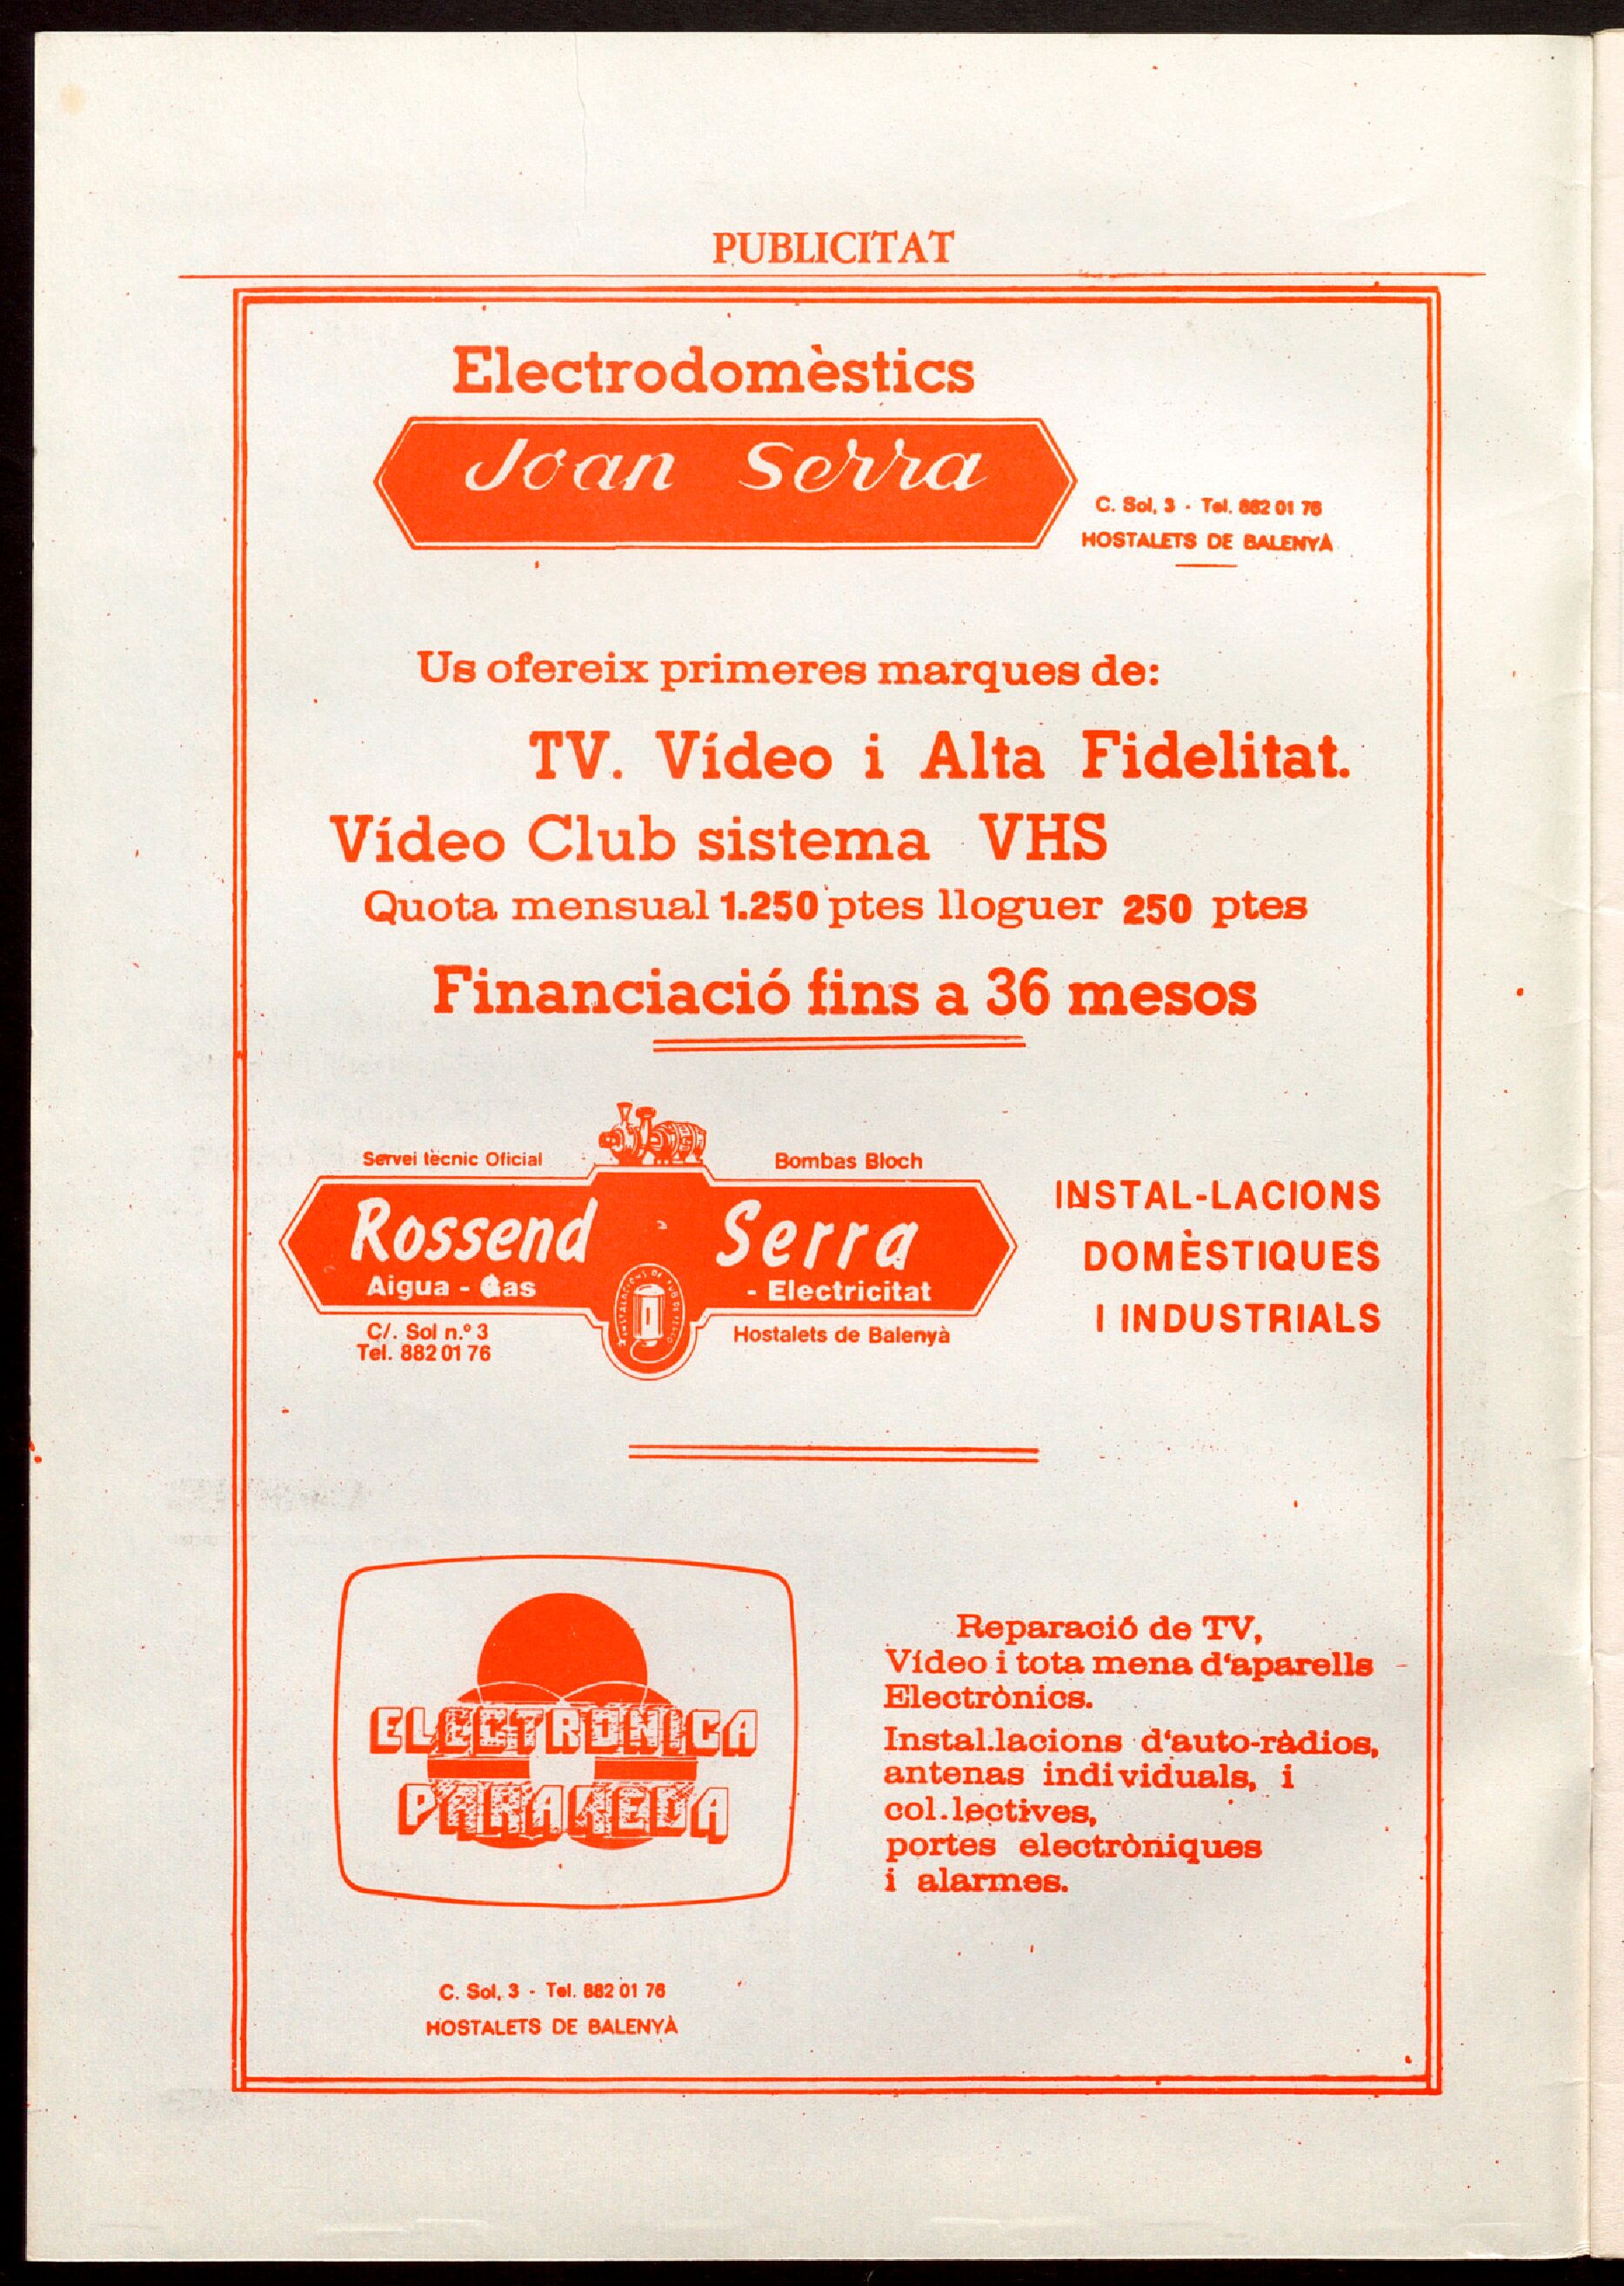 PUBLICITAT
Electrodomèstics
Joan Serra
C. Sol, 3 - Tel. 882 01 76
HOSTALETS DE BALENYÀ
Us ofereix primeres marques de:
TV. Vídeo i Alta Fidelitat.
Vídeo Club sistema VHS
Quota mensual 1.250 ptes lloguer 250 ptes
Financiació fins a 36 mesos
Servei tècnic Oficial Bombas Bloch
Rossend Serra
Aigua - Gas - Electricitat
C/. Sol n.º 3
Tel. 882 01 76
Hostalets de Balenyà
INSTAL-LACIONS
DOMÈSTIQUES
I INDUSTRIALS
ELECTRONICA
PARAREDA
Reparació de TV,
Vídeo i tota mena d'aparells
Electrònics.
Instal.lacions d'auto-ràdios,
antenas individuals, i
col.lectives,
portes electròniques
i alarmes.
C. Sol, 3 - Tel. 882 01 76
HOSTALETS DE BALENYÀ